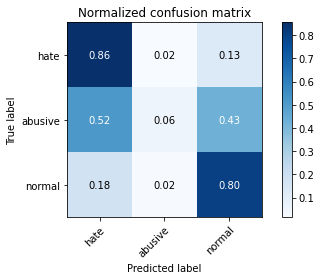 Normalized confusion matrix
hate 0.86 0.02 0.13
abusive 0.52 0.06 0.43
normal 0.18 0.02 0.80
hate abusive normal
True label
Predicted label
0.8
0.7
0.6
0.5
0.4
0.3
0.2
0.1